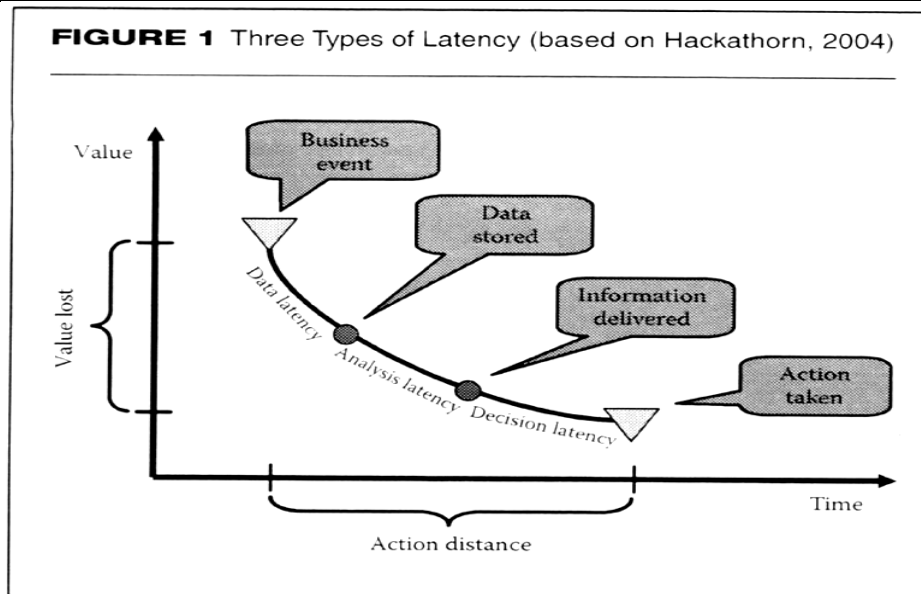 FIGURE 1 Three Types of Latency (based on Hackathorn, 2004)
Value
Business
event
Data
stored
Information
delivered
Action
taken
Value lost
Data latency
Analysis latency
Decision latency
Time
Action distance